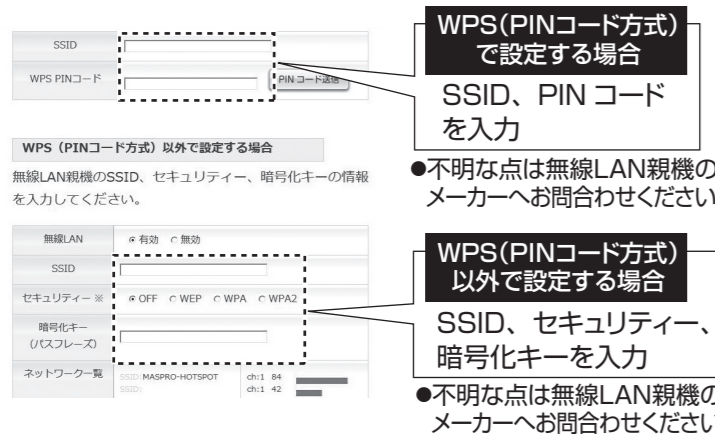 SSID
WPS PINコード
PIN コード送信
WPS(PINコード方式)
で設定する場合
SSID、PIN コード
を入力
●不明な点は無線LAN親機の
メーカーへお問合わせください
WPS(PINコード方式)以外で設定する場合
無線LAN親機のSSID、セキュリティー、暗号化キーの情報
を入力してください。
無線LAN 有効 無効
SSID
セキュリティー ※ OFF WEP WPA WPA2
暗号化キー
(パスフレーズ)
ネットワーク一覧 SSID: MASPRO-HOTSPOT ch:1 84
SSID: ch:1 42
WPS(PINコード方式)
以外で設定する場合
SSID、セキュリティー、
暗号化キーを入力
●不明な点は無線LAN親機の
メーカーへお問合わせくださ